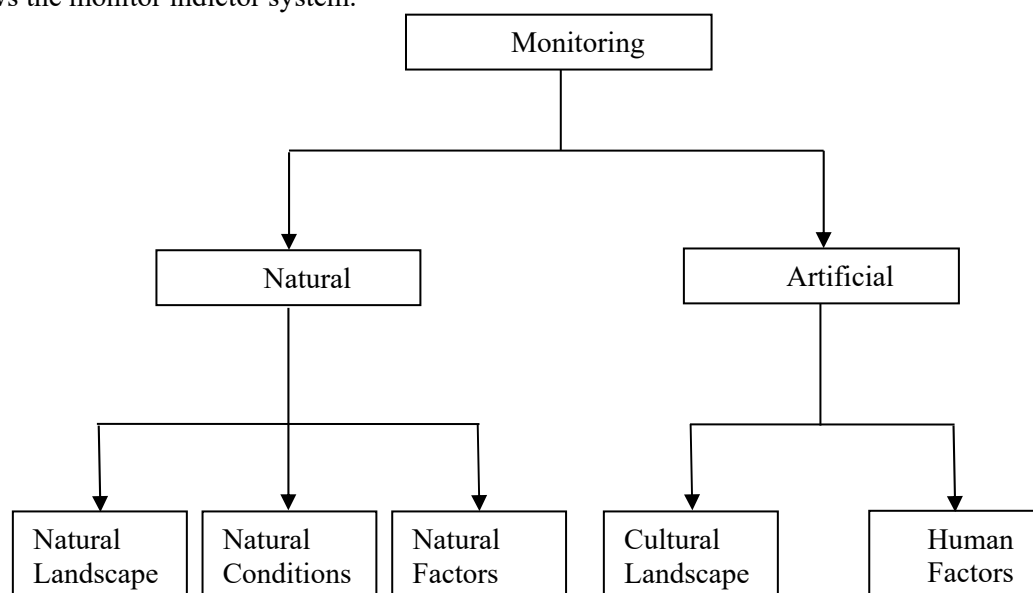 the monitor indictor system.
Monitoring
Natural
Artificial
Natural
Landscape
Natural
Conditions
Natural
Factors
Cultural
Landscape
Human
Factors